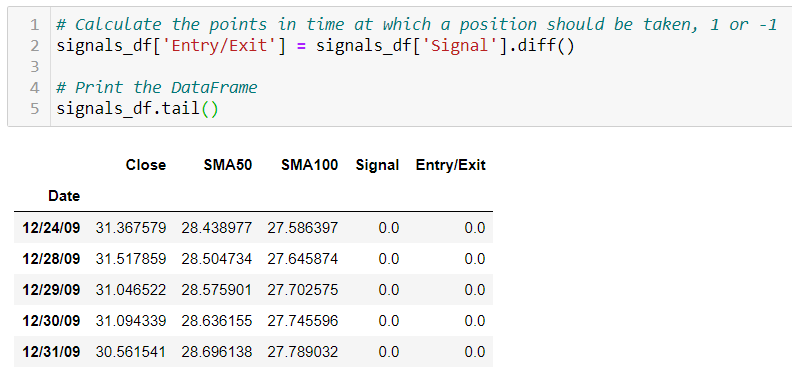 1 # Calculate the points in time at which a position should be taken, 1 or -1
2 signals_df['Entry/Exit'] = signals_df['Signal'].diff()
3
4 # Print the DataFrame
5 signals_df.tail()
Close SMA50 SMA100 Signal Entry/Exit
Date
12/24/09 31.367579 28.438977 27.586397 0.0 0.0
12/28/09 31.517859 28.504734 27.645874 0.0 0.0
12/29/09 31.046522 28.575901 27.702575 0.0 0.0
12/30/09 31.094339 28.636155 27.745596 0.0 0.0
12/31/09 30.561541 28.696138 27.789032 0.0 0.0